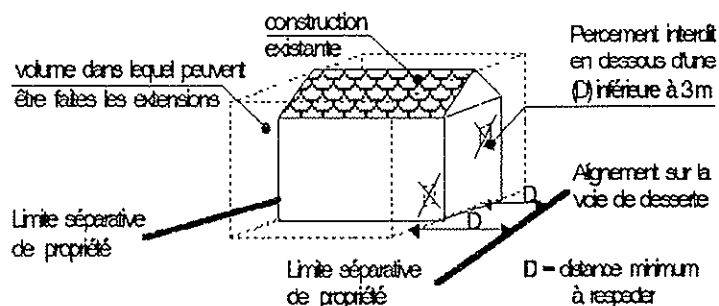 construction
existante
volume dans lequel peuvent
être faites les extensions
Percement interdit
en dessous d'une
(D) inférieure à 3 m
Alignement sur la
voie de desserte
D
D
Limite séparative
de propriété
Limite séparative
de propriété
D = distance minimum
à respecter